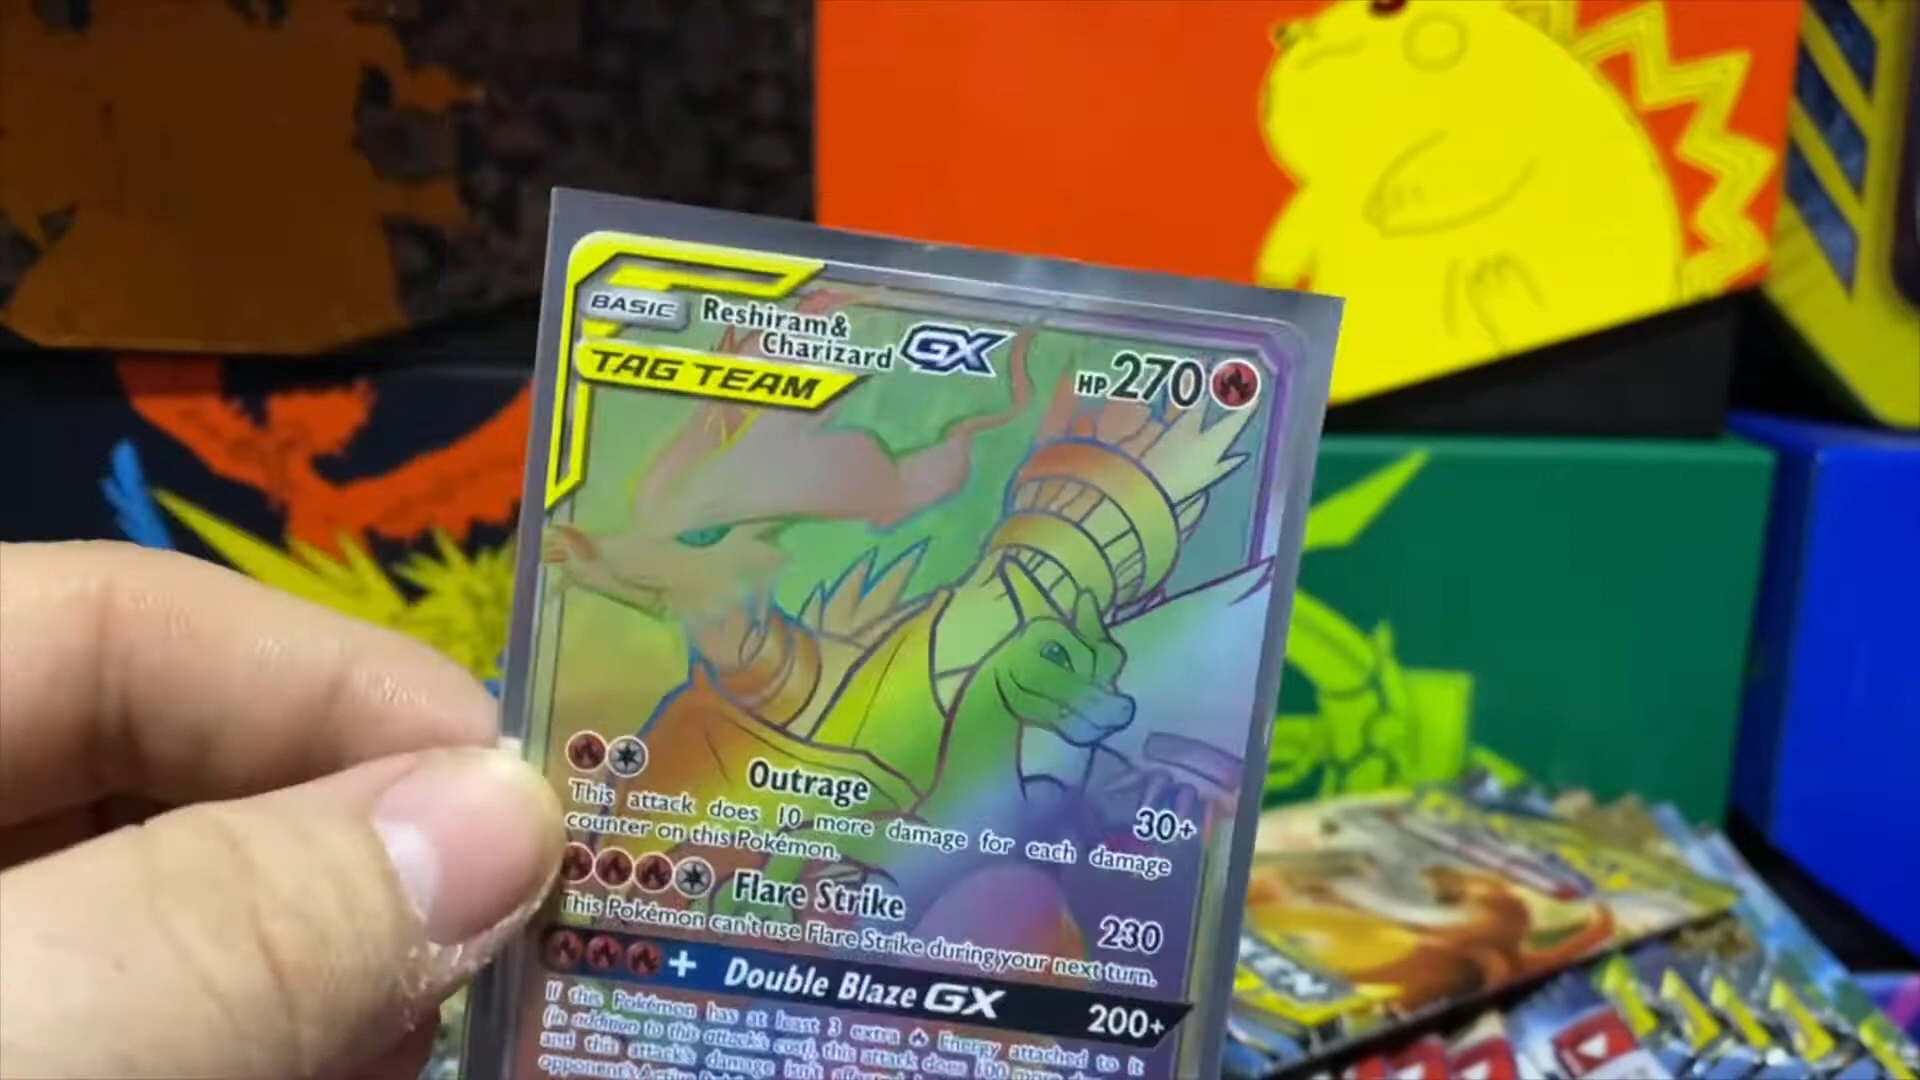 BASIC Reshiram&
Charizard GX
HP 270
TAG TEAM
Outrage
30+
This attack does 10 more damage for each damage
counter on this Pokémon.
Flare Strike
230
This Pokémon can't use Flare Strike during your next turn.
+ Double Blaze GX
200+
If this Pokémon has at least 3 extra Energy attached to it
(in addition to this attack's cost), this attack does 100 more
and this attack's damage isn't
opponent's Active